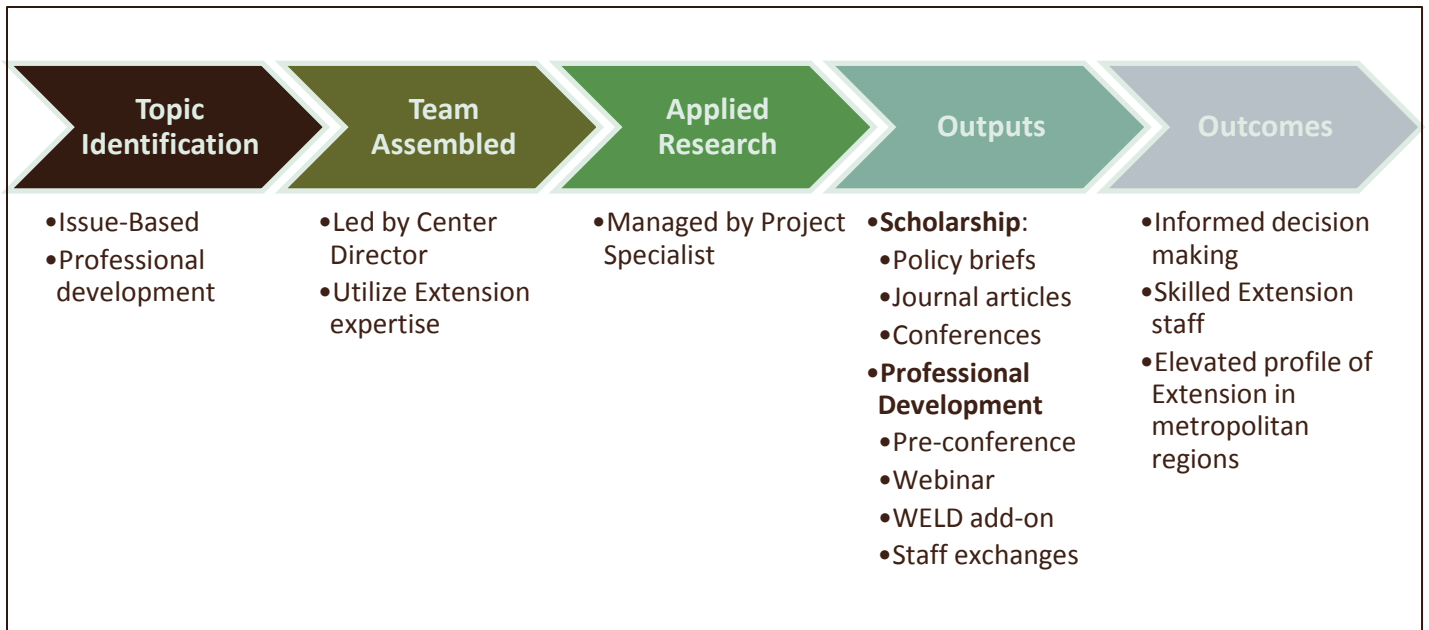 Topic
Identification
•Issue-Based
•Professional
development
Team
Assembled
•Led by Center
Director
•Utilize Extension
expertise
Applied
Research
•Managed by Project
Specialist
Outputs
•Scholarship:
•Policy briefs
•Journal articles
•Conferences
•Professional
Development
•Pre-conference
•Webinar
•WELD add-on
•Staff exchanges
Outcomes
•Informed decision
making
•Skilled Extension
staff
•Elevated profile of
Extension in
metropolitan
regions